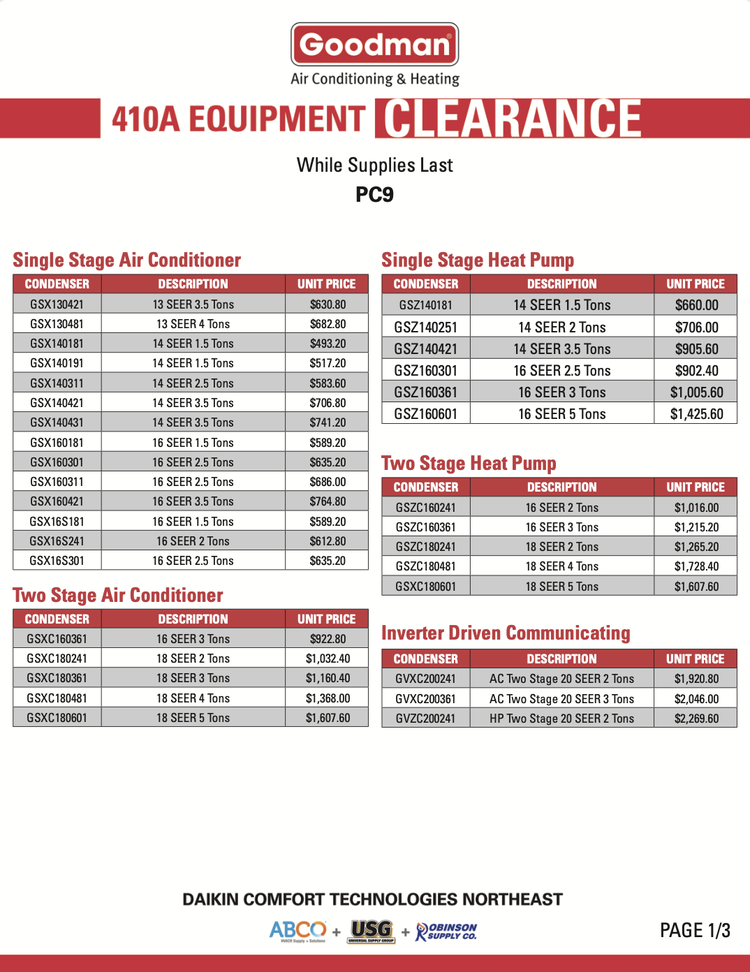 Goodman®
Air Conditioning & Heating
410A EQUIPMENT CLEARANCE
While Supplies Last
PC9
Single Stage Air Conditioner
CONDENSER DESCRIPTION UNIT PRICE
GSX130421 13 SEER 3.5 Tons $630.80
GSX130481 13 SEER 4 Tons $682.80
GSX140181 14 SEER 1.5 Tons $493.20
GSX140191 14 SEER 1.5 Tons $517.20
GSX140311 14 SEER 2.5 Tons $583.60
GSX140421 14 SEER 3.5 Tons $706.80
GSX140431 14 SEER 3.5 Tons $741.20
GSX160181 16 SEER 1.5 Tons $589.20
GSX160301 16 SEER 2.5 Tons $635.20
GSX160311 16 SEER 2.5 Tons $686.00
GSX160421 16 SEER 3.5 Tons $764.80
GSX16S181 16 SEER 1.5 Tons $589.20
GSX16S241 16 SEER 2 Tons $612.80
GSX16S301 16 SEER 2.5 Tons $635.20
Two Stage Air Conditioner
CONDENSER DESCRIPTION UNIT PRICE
GSXC160361 16 SEER 3 Tons $922.80
GSXC180241 18 SEER 2 Tons $1,032.40
GSXC180361 18 SEER 3 Tons $1,160.40
GSXC180481 18 SEER 4 Tons $1,368.00
GSXC180601 18 SEER 5 Tons $1,607.60
Single Stage Heat Pump
CONDENSER DESCRIPTION UNIT PRICE
GSZ140181 14 SEER 1.5 Tons $660.00
GSZ140251 14 SEER 2 Tons $706.00
GSZ140421 14 SEER 3.5 Tons $905.60
GSZ160301 16 SEER 2.5 Tons $902.40
GSZ160361 16 SEER 3 Tons $1,005.60
GSZ160601 16 SEER 5 Tons $1,425.60
Two Stage Heat Pump
CONDENSER DESCRIPTION UNIT PRICE
GSZC160241 16 SEER 2 Tons $1,016.00
GSZC160361 16 SEER 3 Tons $1,215.20
GSZC180241 18 SEER 2 Tons $1,265.20
GSZC180481 18 SEER 4 Tons $1,728.40
GSXC180601 18 SEER 5 Tons $1,607.60
Inverter Driven Communicating
CONDENSER DESCRIPTION UNIT PRICE
GVXC200241 AC Two Stage 20 SEER 2 Tons $1,920.80
GVXC200361 AC Two Stage 20 SEER 3 Tons $2,046.00
GVZC200241 HP Two Stage 20 SEER 2 Tons $2,269.60
DAIKIN COMFORT TECHNOLOGIES NORTHEAST
ABCO + USG + ROBINSON SUPPLY CO.
HVACR Supply + Solutions
UNIVERSAL SUPPLY GROUP
PAGE 1/3